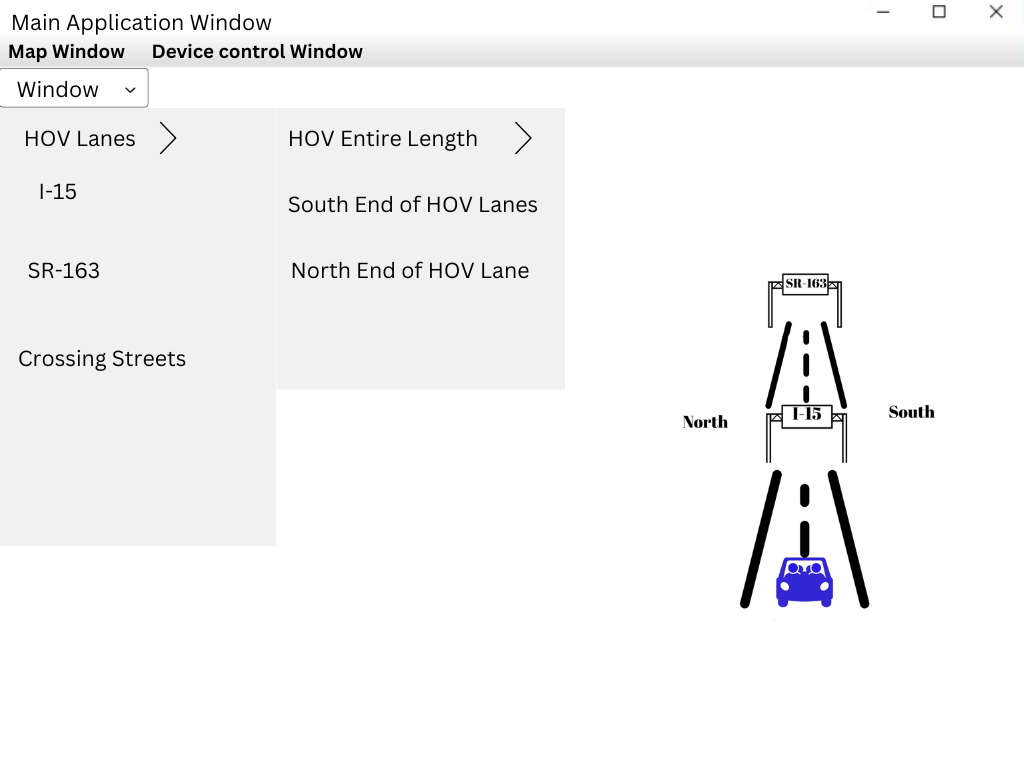 Main Application Window
Map Window Device control Window
Window
HOV Lanes
I-15
SR-163
Crossing Streets
HOV Entire Length
South End of HOV Lanes
North End of HOV Lane
SR-163
I-15
North
South